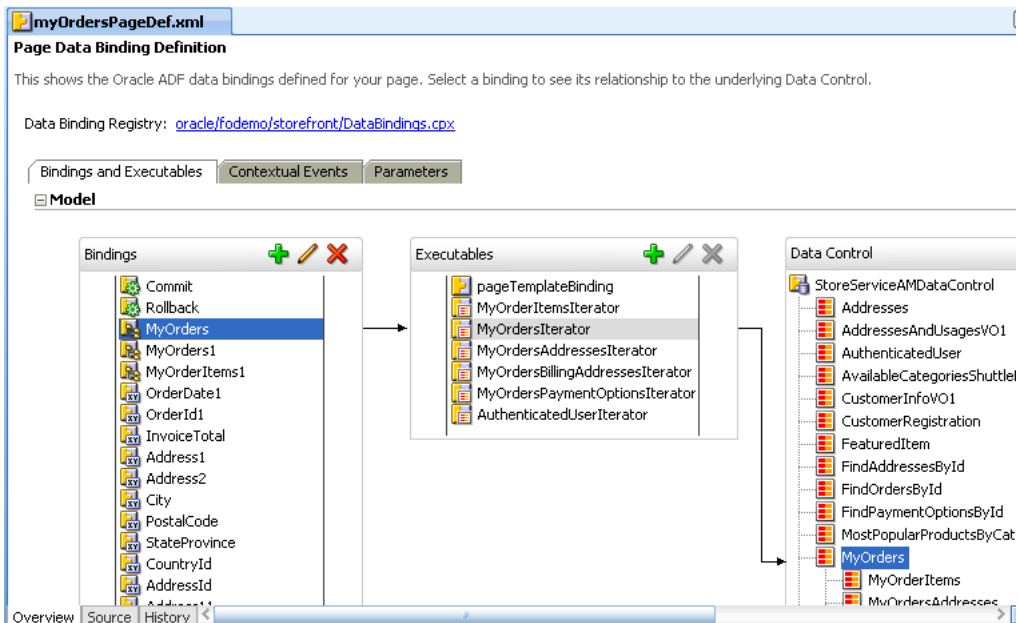 myOrdersPageDef.xml
Page Data Binding Definition
This shows the Oracle ADF data bindings defined for your page. Select a binding to see its relationship to the underlying Data Control.
Data Binding Registry: oracle/fodemo/storefront/DataBindings.cpx
Bindings and Executables Contextual Events Parameters
Model
Bindings
Commit
Rollback
MyOrders
MyOrders1
MyOrderItems1
OrderDate1
OrderId1
InvoiceTotal
Address1
Address2
City
PostalCode
StateProvince
CountryId
AddressId
Address11
Executables
pageTemplateBinding
MyOrderItemsIterator
MyOrdersIterator
MyOrdersAddressesIterator
MyOrdersBillingAddressesIterator
MyOrdersPaymentOptionsIterator
AuthenticatedUserIterator
Data Control
StoreServiceAMDataControl
Addresses
AddressesAndUsagesVO1
AuthenticatedUser
AvailableCategoriesShuttle
CustomerInfoVO1
CustomerRegistration
FeaturedItem
FindAddressesById
FindOrdersById
FindPaymentOptionsById
MostPopularProductsByCat
MyOrders
MyOrderItems
MyOrdersAddresses
Overview Source History